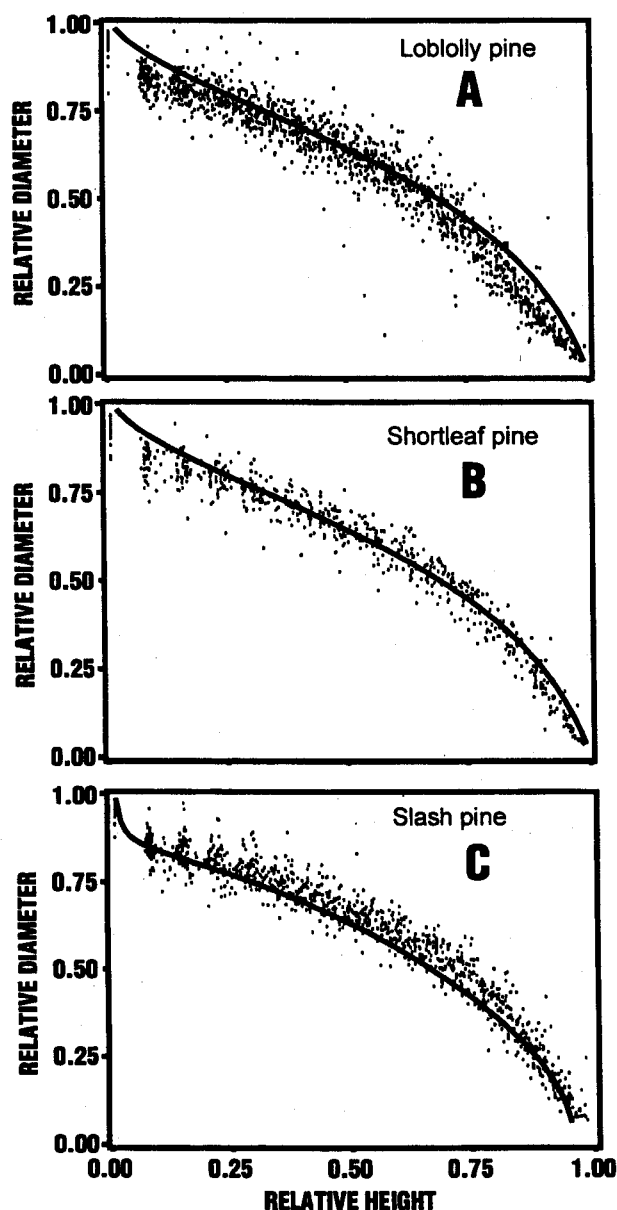 1.00
Loblolly pine
A
0.75
0.50
0.25
0.00
RELATIVE DIAMETER
1.00
Shortleaf pine
B
0.75
0.50
0.25
0.00
RELATIVE DIAMETER
1.00
Slash pine
C
0.75
0.50
0.25
0.00
RELATIVE DIAMETER
0.00 0.25 0.50 0.75 1.00
RELATIVE HEIGHT